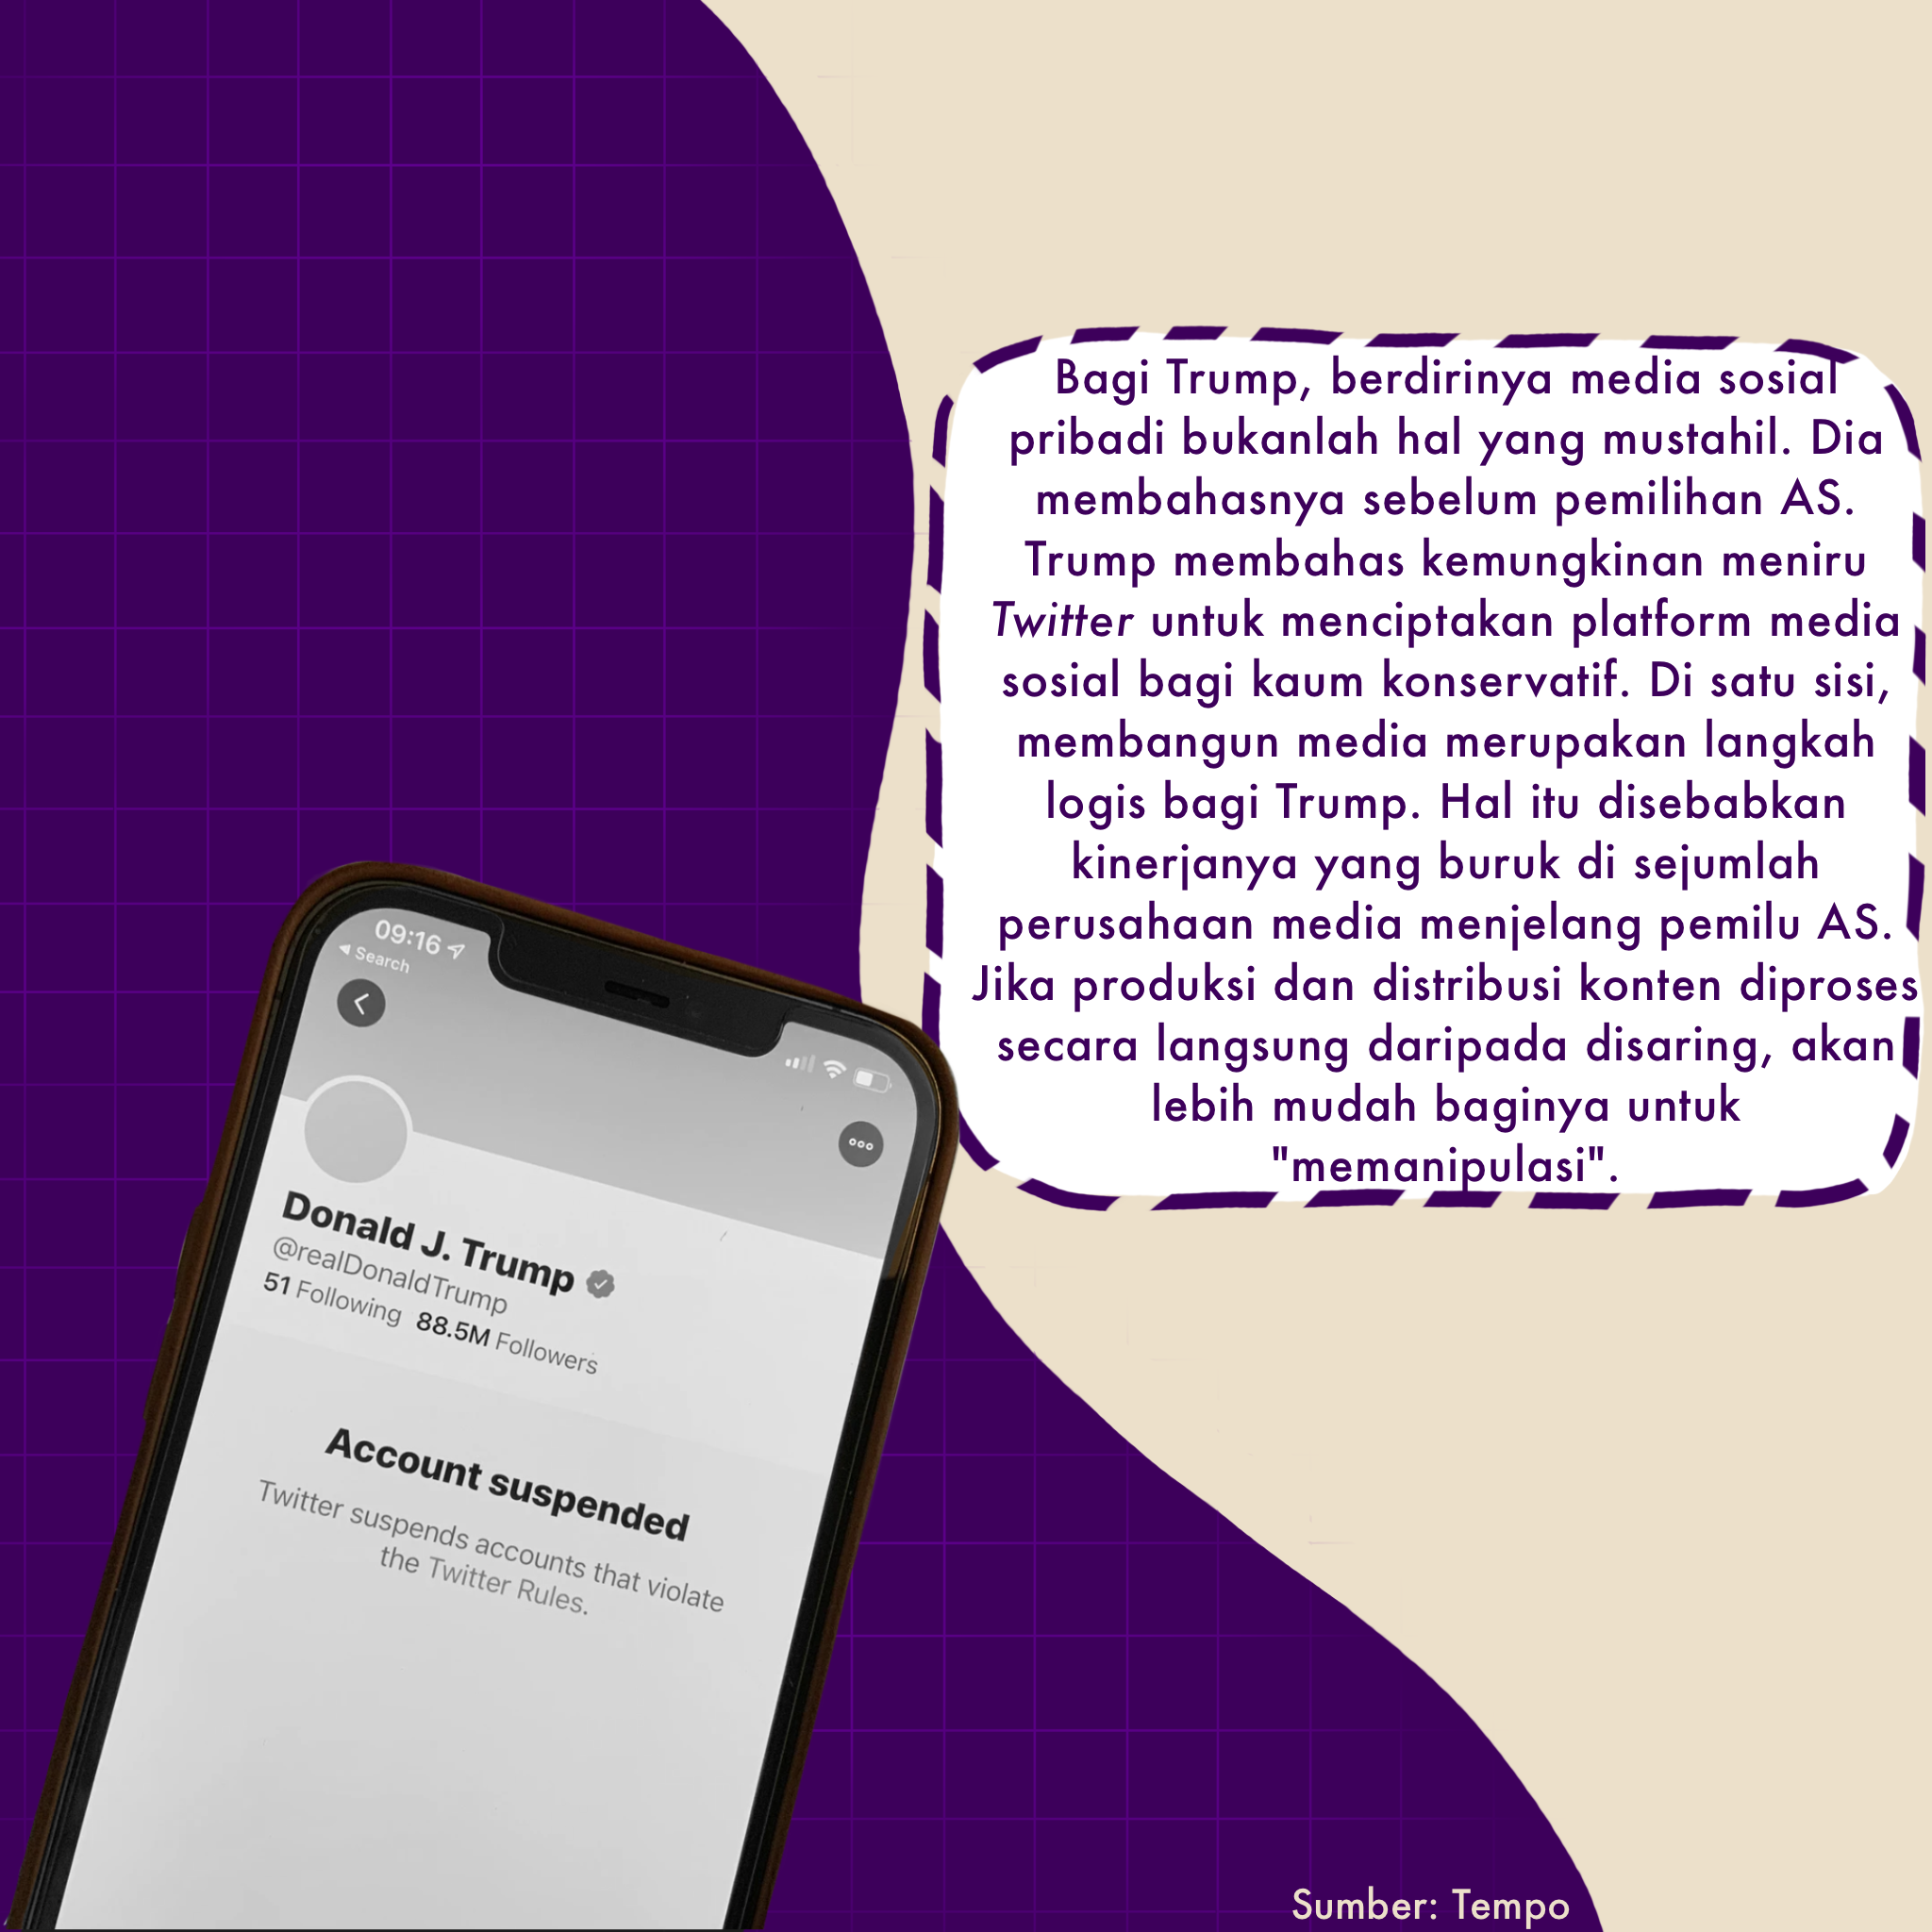 Bagi Trump, berdirinya media sosial
pribadi bukanlah hal yang mustahil. Dia
membahasnya sebelum pemilihan AS.
Trump membahas kemungkinan meniru
Twitter untuk menciptakan platform media
sosial bagi kaum konservatif. Di satu sisi,
membangun media merupakan langkah
logis bagi Trump. Hal itu disebabkan
kinerjanya yang buruk di sejumlah
perusahaan media menjelang pemilu AS.
Jika produksi dan distribusi konten diproses
secara langsung daripada disaring, akan
lebih mudah baginya untuk
"memanipulasi".
09:16
Search
Donald J. Trump
@realDonaldTrump
51 Following 88.5M Followers
Account suspended
Twitter suspends accounts that violate
the Twitter Rules.
Sumber: Tempo